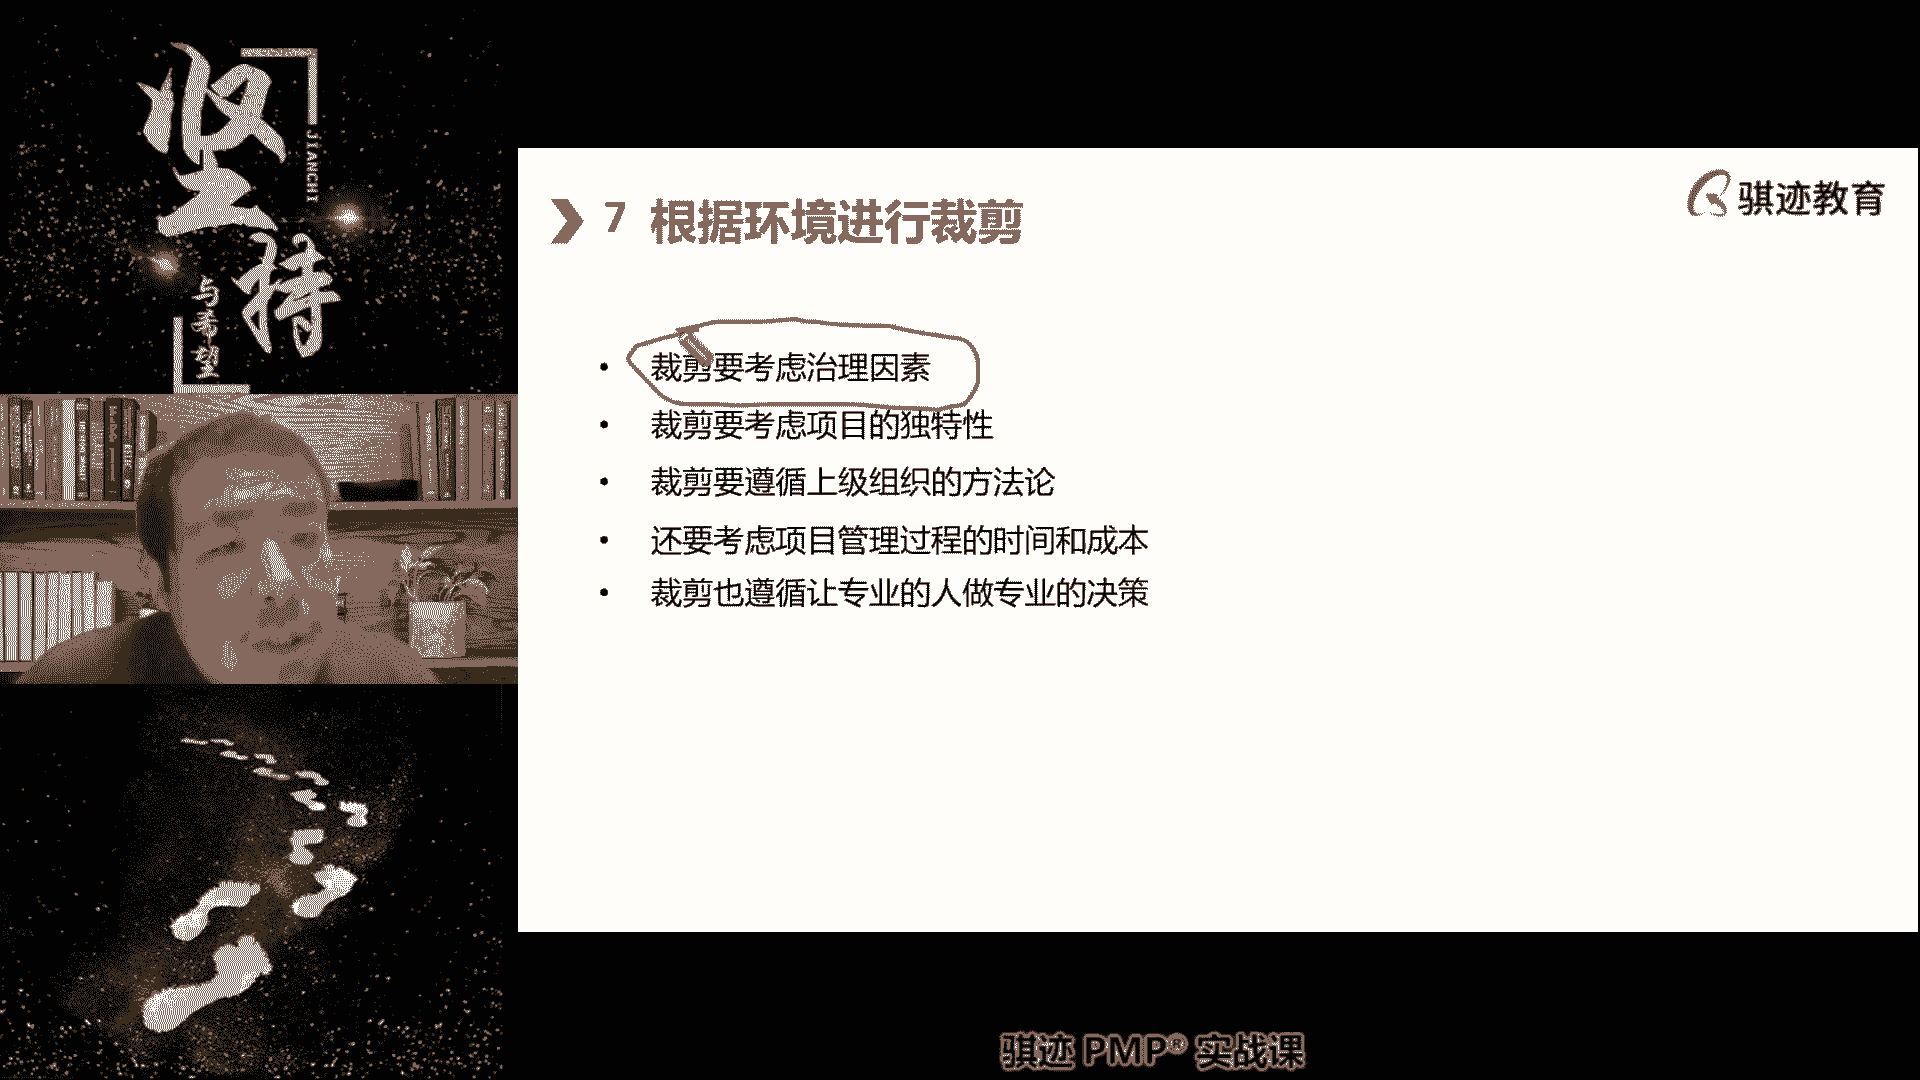 坚持
JIANCHI
与希望
骐迹教育
7 根据环境进行裁剪
• 裁剪要考虑治理因素
• 裁剪要考虑项目的独特性
• 裁剪要遵循上级组织的方法论
• 还要考虑项目管理过程的时间和成本
• 裁剪也遵循让专业的人做专业的决策
骐迹 PMP® 实战课